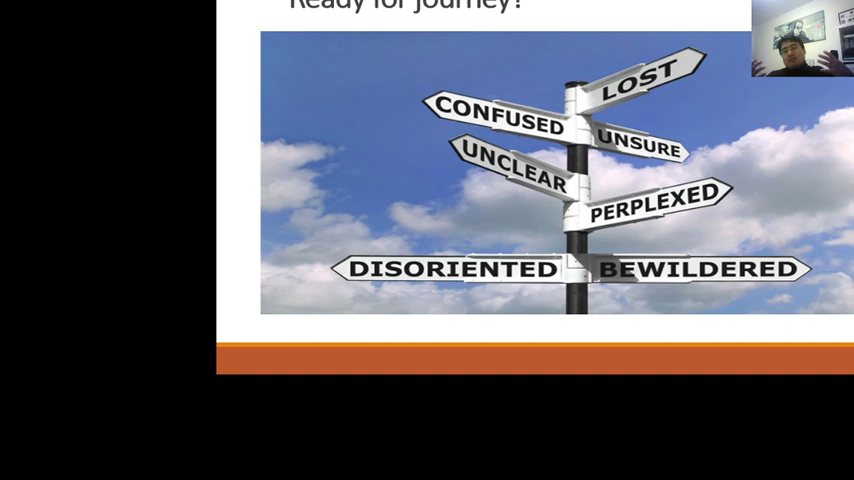 Ready for journey?
LOST
CONFUSED
UNSURE
UNCLEAR
PERPLEXED
DISORIENTED
BEWILDERED